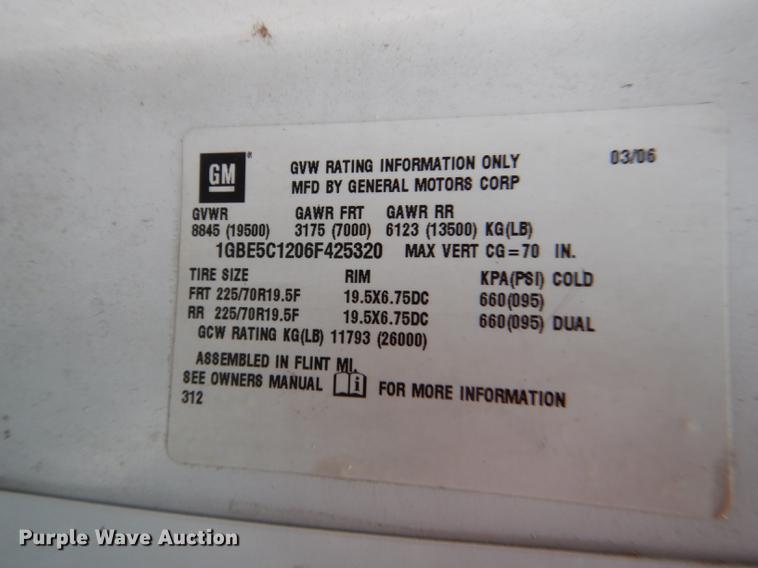 GM ® GVW RATING INFORMATION ONLY 03/06
MFD BY GENERAL MOTORS CORP
GVWR GAWR FRT GAWR RR
8845 (19500) 3175 (7000) 6123 (13500) KG(LB)
1GBE5C1206F425320 MAX VERT CG=70 IN.
TIRE SIZE RIM KPA(PSI) COLD
FRT 225/70R19.5F 19.5X6.75DC 660(095)
RR 225/70R19.5F 19.5X6.75DC 660(095) DUAL
GCW RATING KG(LB) 11793 (26000)
ASSEMBLED IN FLINT MI.
SEE OWNERS MANUAL i FOR MORE INFORMATION
312
Purple Wave Auction